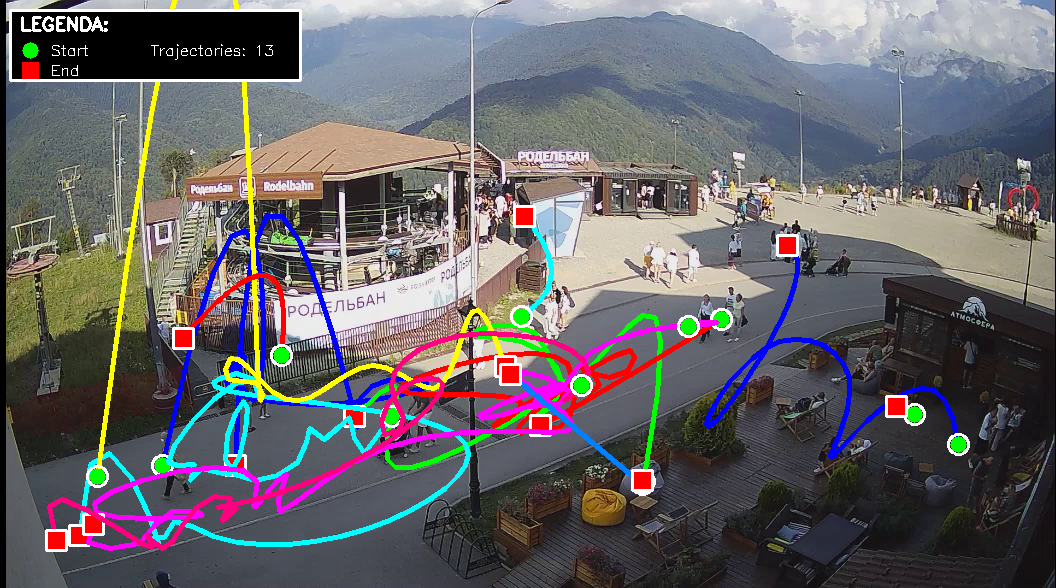 LEGENDA:
Start Trajectories: 13
End
РОДЕЛЬБАН
Родельбан Rodelbahn
РОДЕЛЬБАН
АТМОСФЕРА